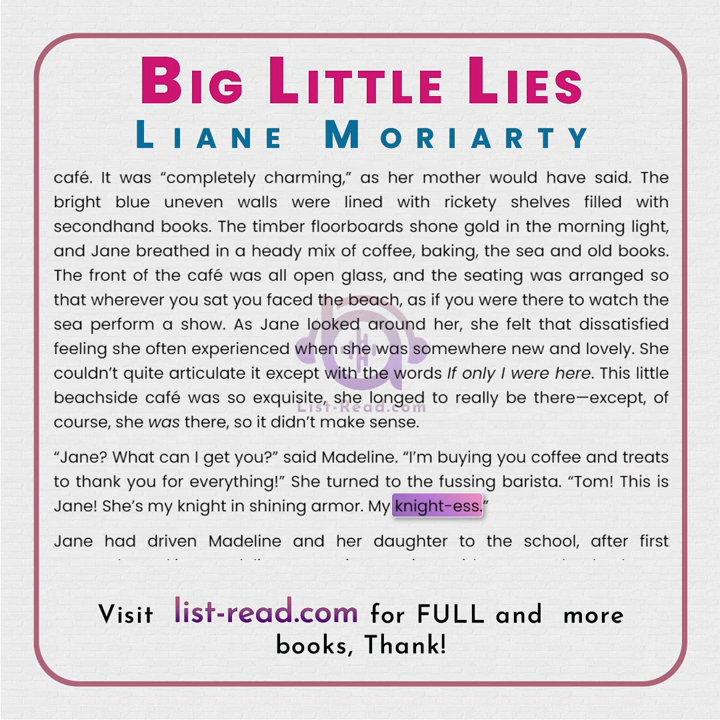 BIG LITTLE LIES
LIANE MORIARTY
café. It was “completely charming,” as her mother would have said. The
bright blue uneven walls were lined with rickety shelves filled with
secondhand books. The timber floorboards shone gold in the morning light,
and Jane breathed in a heady mix of coffee, baking, the sea and old books.
The front of the café was all open glass, and the seating was arranged so
that wherever you sat you faced the beach, as if you were there to watch the
sea perform a show. As Jane looked around her, she felt that dissatisfied
feeling she often experienced when she was somewhere new and lovely. She
couldn’t quite articulate it except with the words If only I were here. This little
beachside café was so exquisite, she longed to really be there—except, of
List-Read.com
course, she was there, so it didn’t make sense.
“Jane? What can I get you?” said Madeline. “I’m buying you coffee and treats
to thank you for everything!” She turned to the fussing barista. “Tom! This is
Jane! She’s my knight in shining armor. My knight-ess.”
Jane had driven Madeline and her daughter to the school, after first
Visit list-read.com for FULL and more
books, Thank!